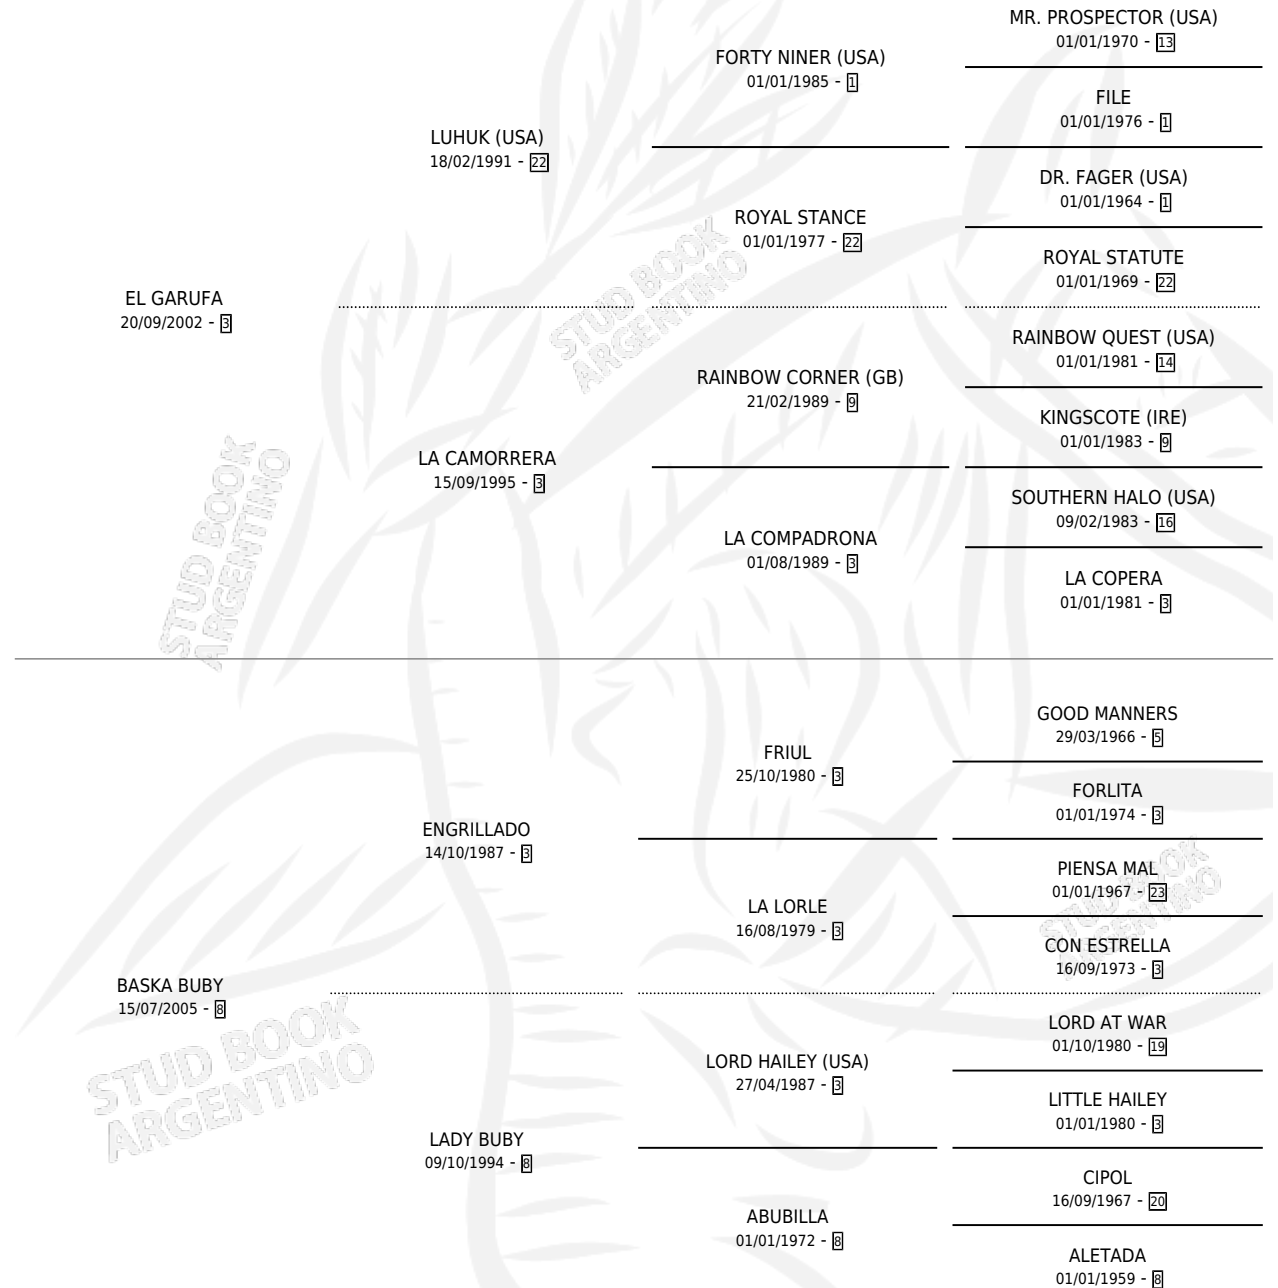 MR. PROSPECTOR (USA)
01/01/1970 - 13
FORTY NINER (USA)
01/01/1985 - 1
FILE
01/01/1976 - 1
LUHUK (USA)
18/02/1991 - 22
DR. FAGER (USA)
01/01/1964 - 1
ROYAL STANCE
01/01/1977 - 22
ROYAL STATUTE
01/01/1969 - 22
EL GARUFA
20/09/2002 - 3
RAINBOW QUEST (USA)
01/01/1981 - 14
RAINBOW CORNER (GB)
21/02/1989 - 9
KINGSCOTE (IRE)
01/01/1983 - 9
LA CAMORRERA
15/09/1995 - 3
SOUTHERN HALO (USA)
09/02/1983 - 16
LA COMPADRONA
01/08/1989 - 3
LA COPERA
01/01/1981 - 3
STUD BOOK
ARGENTINO
STUD BOOK
ARGENTINO
GOOD MANNERS
29/03/1966 - 5
FRIUL
25/10/1980 - 3
FORLITA
01/01/1974 - 3
ENGRILLADO
14/10/1987 - 3
PIENSA MAL
01/01/1967 - 23
LA LORLE
16/08/1979 - 3
CON ESTRELLA
16/09/1973 - 3
STUD BOOK
ARGENTINO
BASKA BUBY
15/07/2005 - 8
LORD AT WAR
01/10/1980 - 19
LORD HAILEY (USA)
27/04/1987 - 3
LITTLE HAILEY
01/01/1980 - 3
STUD BOOK
ARGENTINO
LADY BUBY
09/10/1994 - 8
CIPOL
16/09/1967 - 20
ABUBILLA
01/01/1972 - 8
ALETADA
01/01/1959 - 8